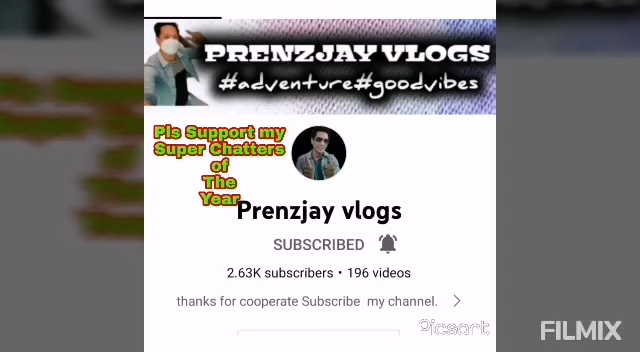 PRENZJAY VLOGS
#adventure#goodvibes
Pls Support my
Super Chatters
of
The
Year
Prenzjay vlogs
SUBSCRIBED
2.63K subscribers • 196 videos
thanks for cooperate Subscribe my channel.
Picsart
FILMIX